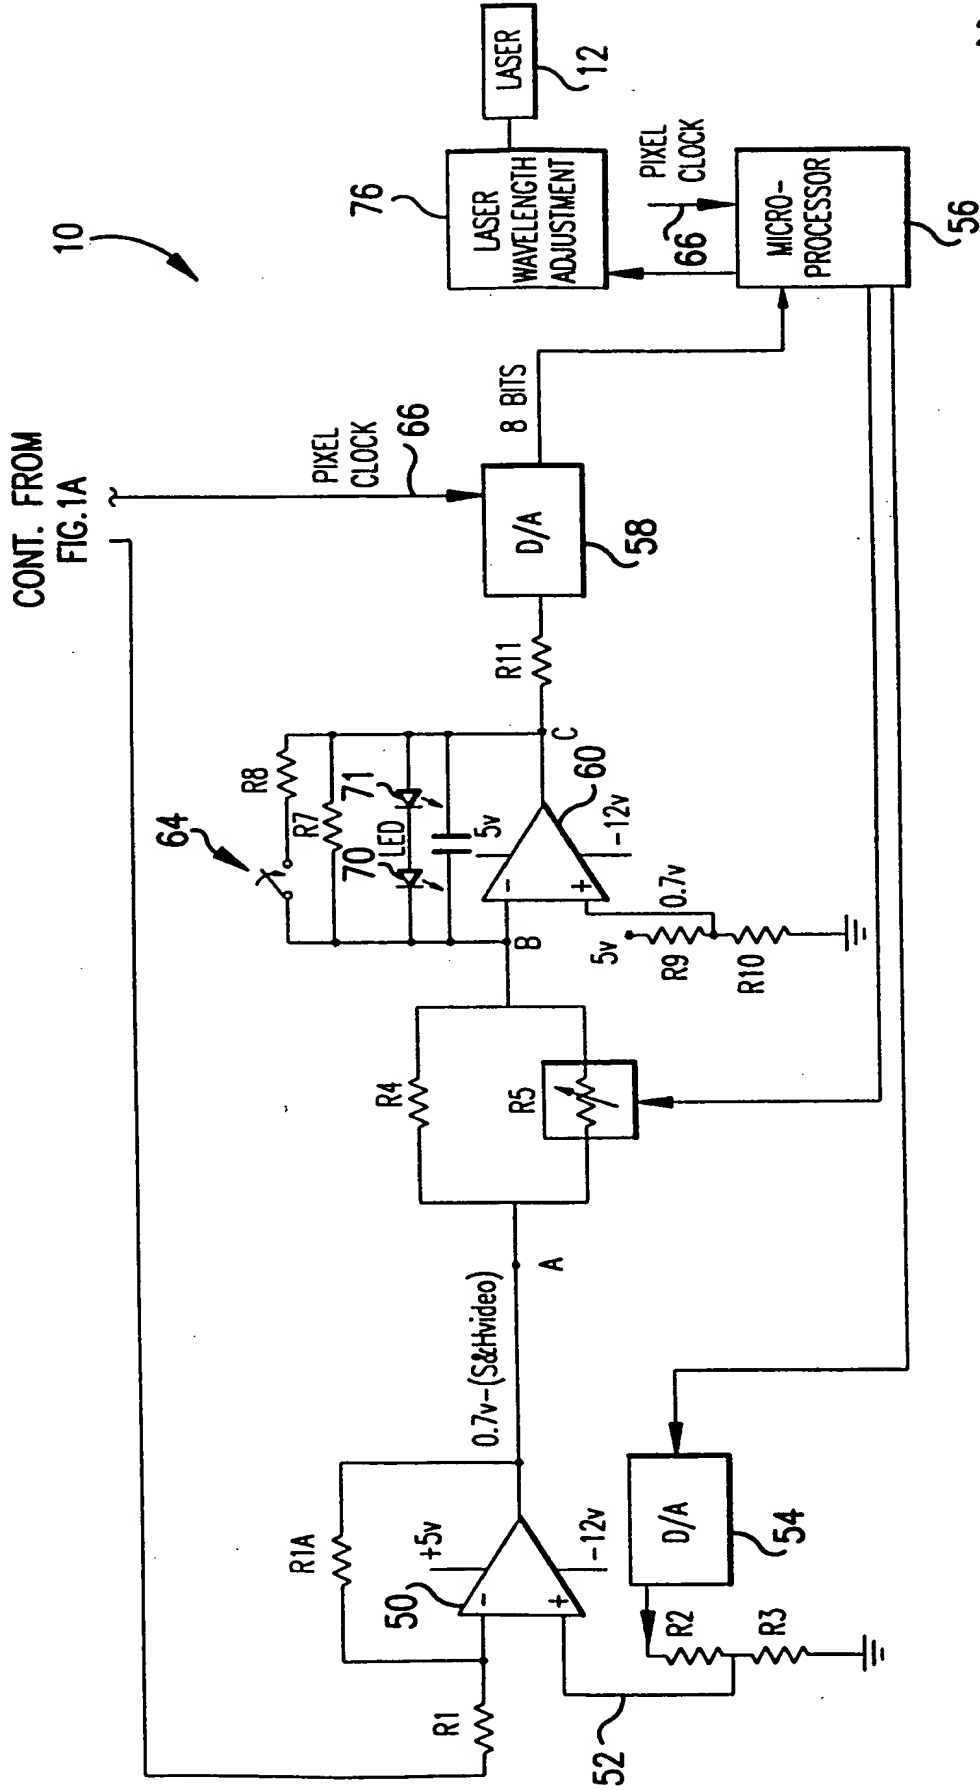 CONT. FROM
FIG.1A
10
LASER
12
76
LASER
WAVELENGTH
ADJUSTMENT
PIXEL
CLOCK
66
MICRO-
PROCESSOR
56
8 BITS
PIXEL
CLOCK
66
D/A
58
R11
C
64
R8
R7
71
LED
70
5v
60
-12v
-
+
B
0.7v
5v
R9
R10
R4
R5
A
0.7v-(S&Hvideo)
R1A
+5v
50
-12v
-
+
R1
52
D/A
54
R2
R3